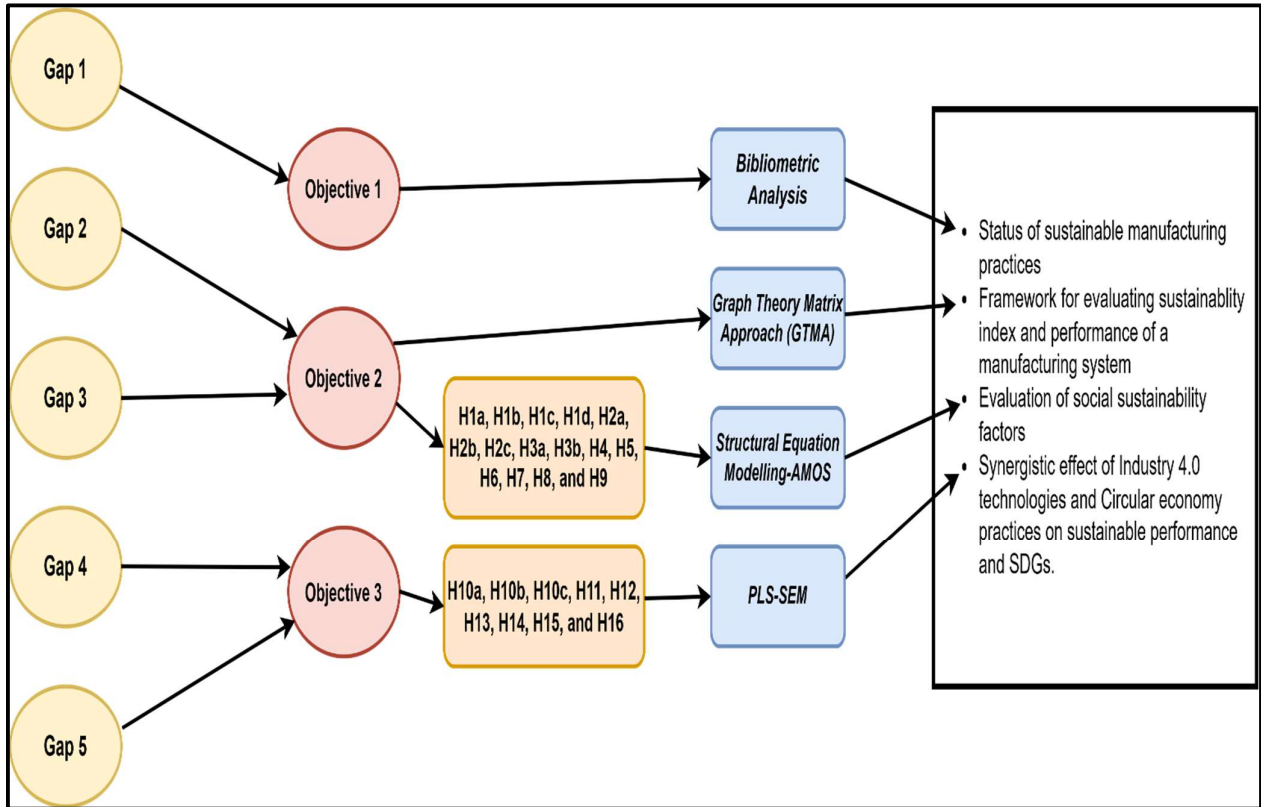 Gap 1
Gap 2
Gap 3
Gap 4
Gap 5
Objective 1
Objective 2
Objective 3
H1a, H1b, H1c, H1d, H2a,
H2b, H2c, H3a, H3b, H4, H5,
H6, H7, H8, and H9
H10a, H10b, H10c, H11, H12,
H13, H14, H15, and H16
Bibliometric
Analysis
Graph Theory Matrix
Approach (GTMA)
Structural Equation
Modelling-AMOS
PLS-SEM
• Status of sustainable manufacturing
practices
• Framework for evaluating sustainablity
index and performance of a
manufacturing system
• Evaluation of social sustainability
factors
• Synergistic effect of Industry 4.0
technologies and Circular economy
practices on sustainable performance
and SDGs.